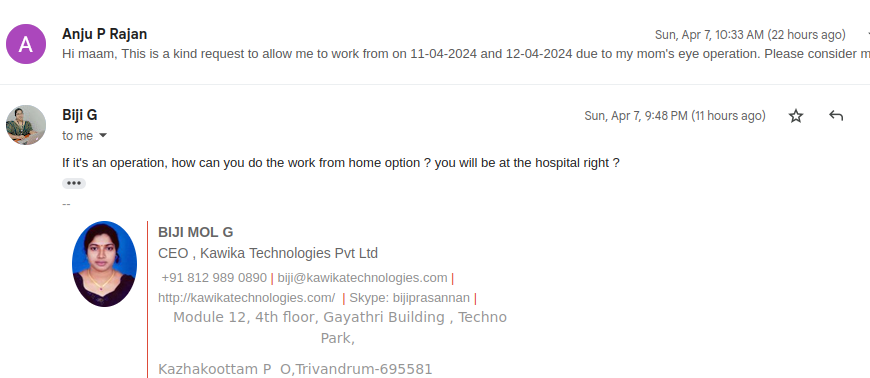 A
Anju P Rajan
Sun, Apr 7, 10:33 AM (22 hours ago)
Hi maam, This is a kind request to allow me to work from on 11-04-2024 and 12-04-2024 due to my mom's eye operation. Please consider m
Biji G
Sun, Apr 7, 9:48 PM (11 hours ago)
to me
If it's an operation, how can you do the work from home option ? you will be at the hospital right ?
•••
--
BIJI MOL G
CEO , Kawika Technologies Pvt Ltd
+91 812 989 0890 | biji@kawikatechnologies.com |
http://kawikatechnologies.com/ | Skype: bijiprasannan |
Module 12, 4th floor, Gayathri Building , Techno
Park,
Kazhakoottam P O,Trivandrum-695581